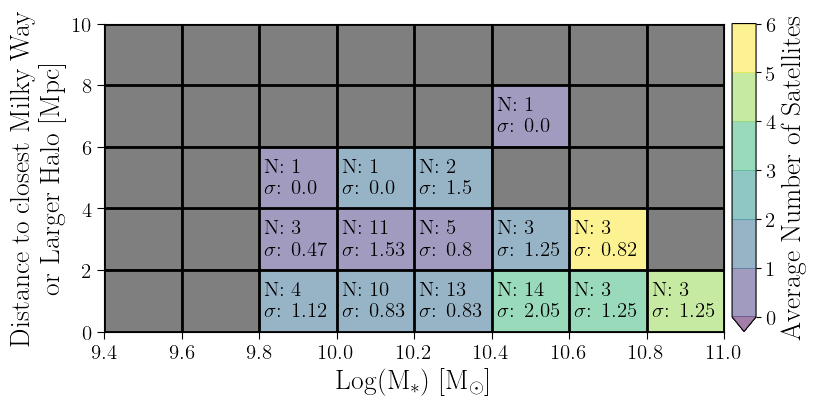 Distance to closest Milky Way
or Larger Halo [Mpc]
10
8
6
4
2
0
N: 1
σ: 0.0
N: 1
σ: 0.0
N: 1
σ: 0.0
N: 2
σ: 1.5
N: 3
σ: 0.47
N: 11
σ: 1.53
N: 5
σ: 0.8
N: 3
σ: 1.25
N: 3
σ: 0.82
N: 4
σ: 1.12
N: 10
σ: 0.83
N: 13
σ: 0.83
N: 14
σ: 2.05
N: 3
σ: 1.25
N: 3
σ: 1.25
9.4 9.6 9.8 10.0 10.2 10.4 10.6 10.8 11.0
Log(M*) [M⊙]
6
5
4
3
2
1
0
Average Number of Satellites